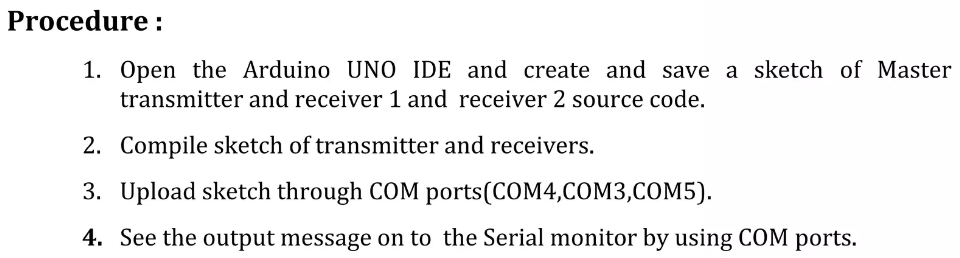 Procedure :
1. Open the Arduino UNO IDE and create and save a sketch of Master
transmitter and receiver 1 and receiver 2 source code.
2. Compile sketch of transmitter and receivers.
3. Upload sketch through COM ports(COM4,COM3,COM5).
4. See the output message on to the Serial monitor by using COM ports.